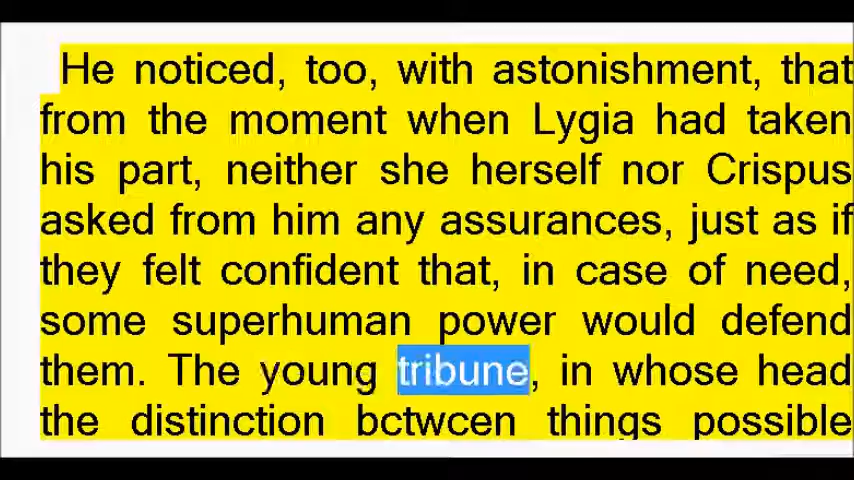 He noticed, too, with astonishment, that
from the moment when Lygia had taken
his part, neither she herself nor Crispus
asked from him any assurances, just as if
they felt confident that, in case of need,
some superhuman power would defend
them. The young tribune, in whose head
the distinction bctwcen things possible